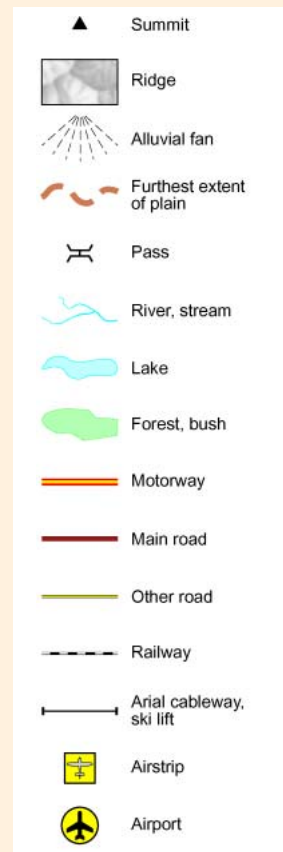 Summit
Ridge
Alluvial fan
Furthest extent
of plain
Pass
River, stream
Lake
Forest, bush
Motorway
Main road
Other road
Railway
Arial cableway,
ski lift
Airstrip
Airport